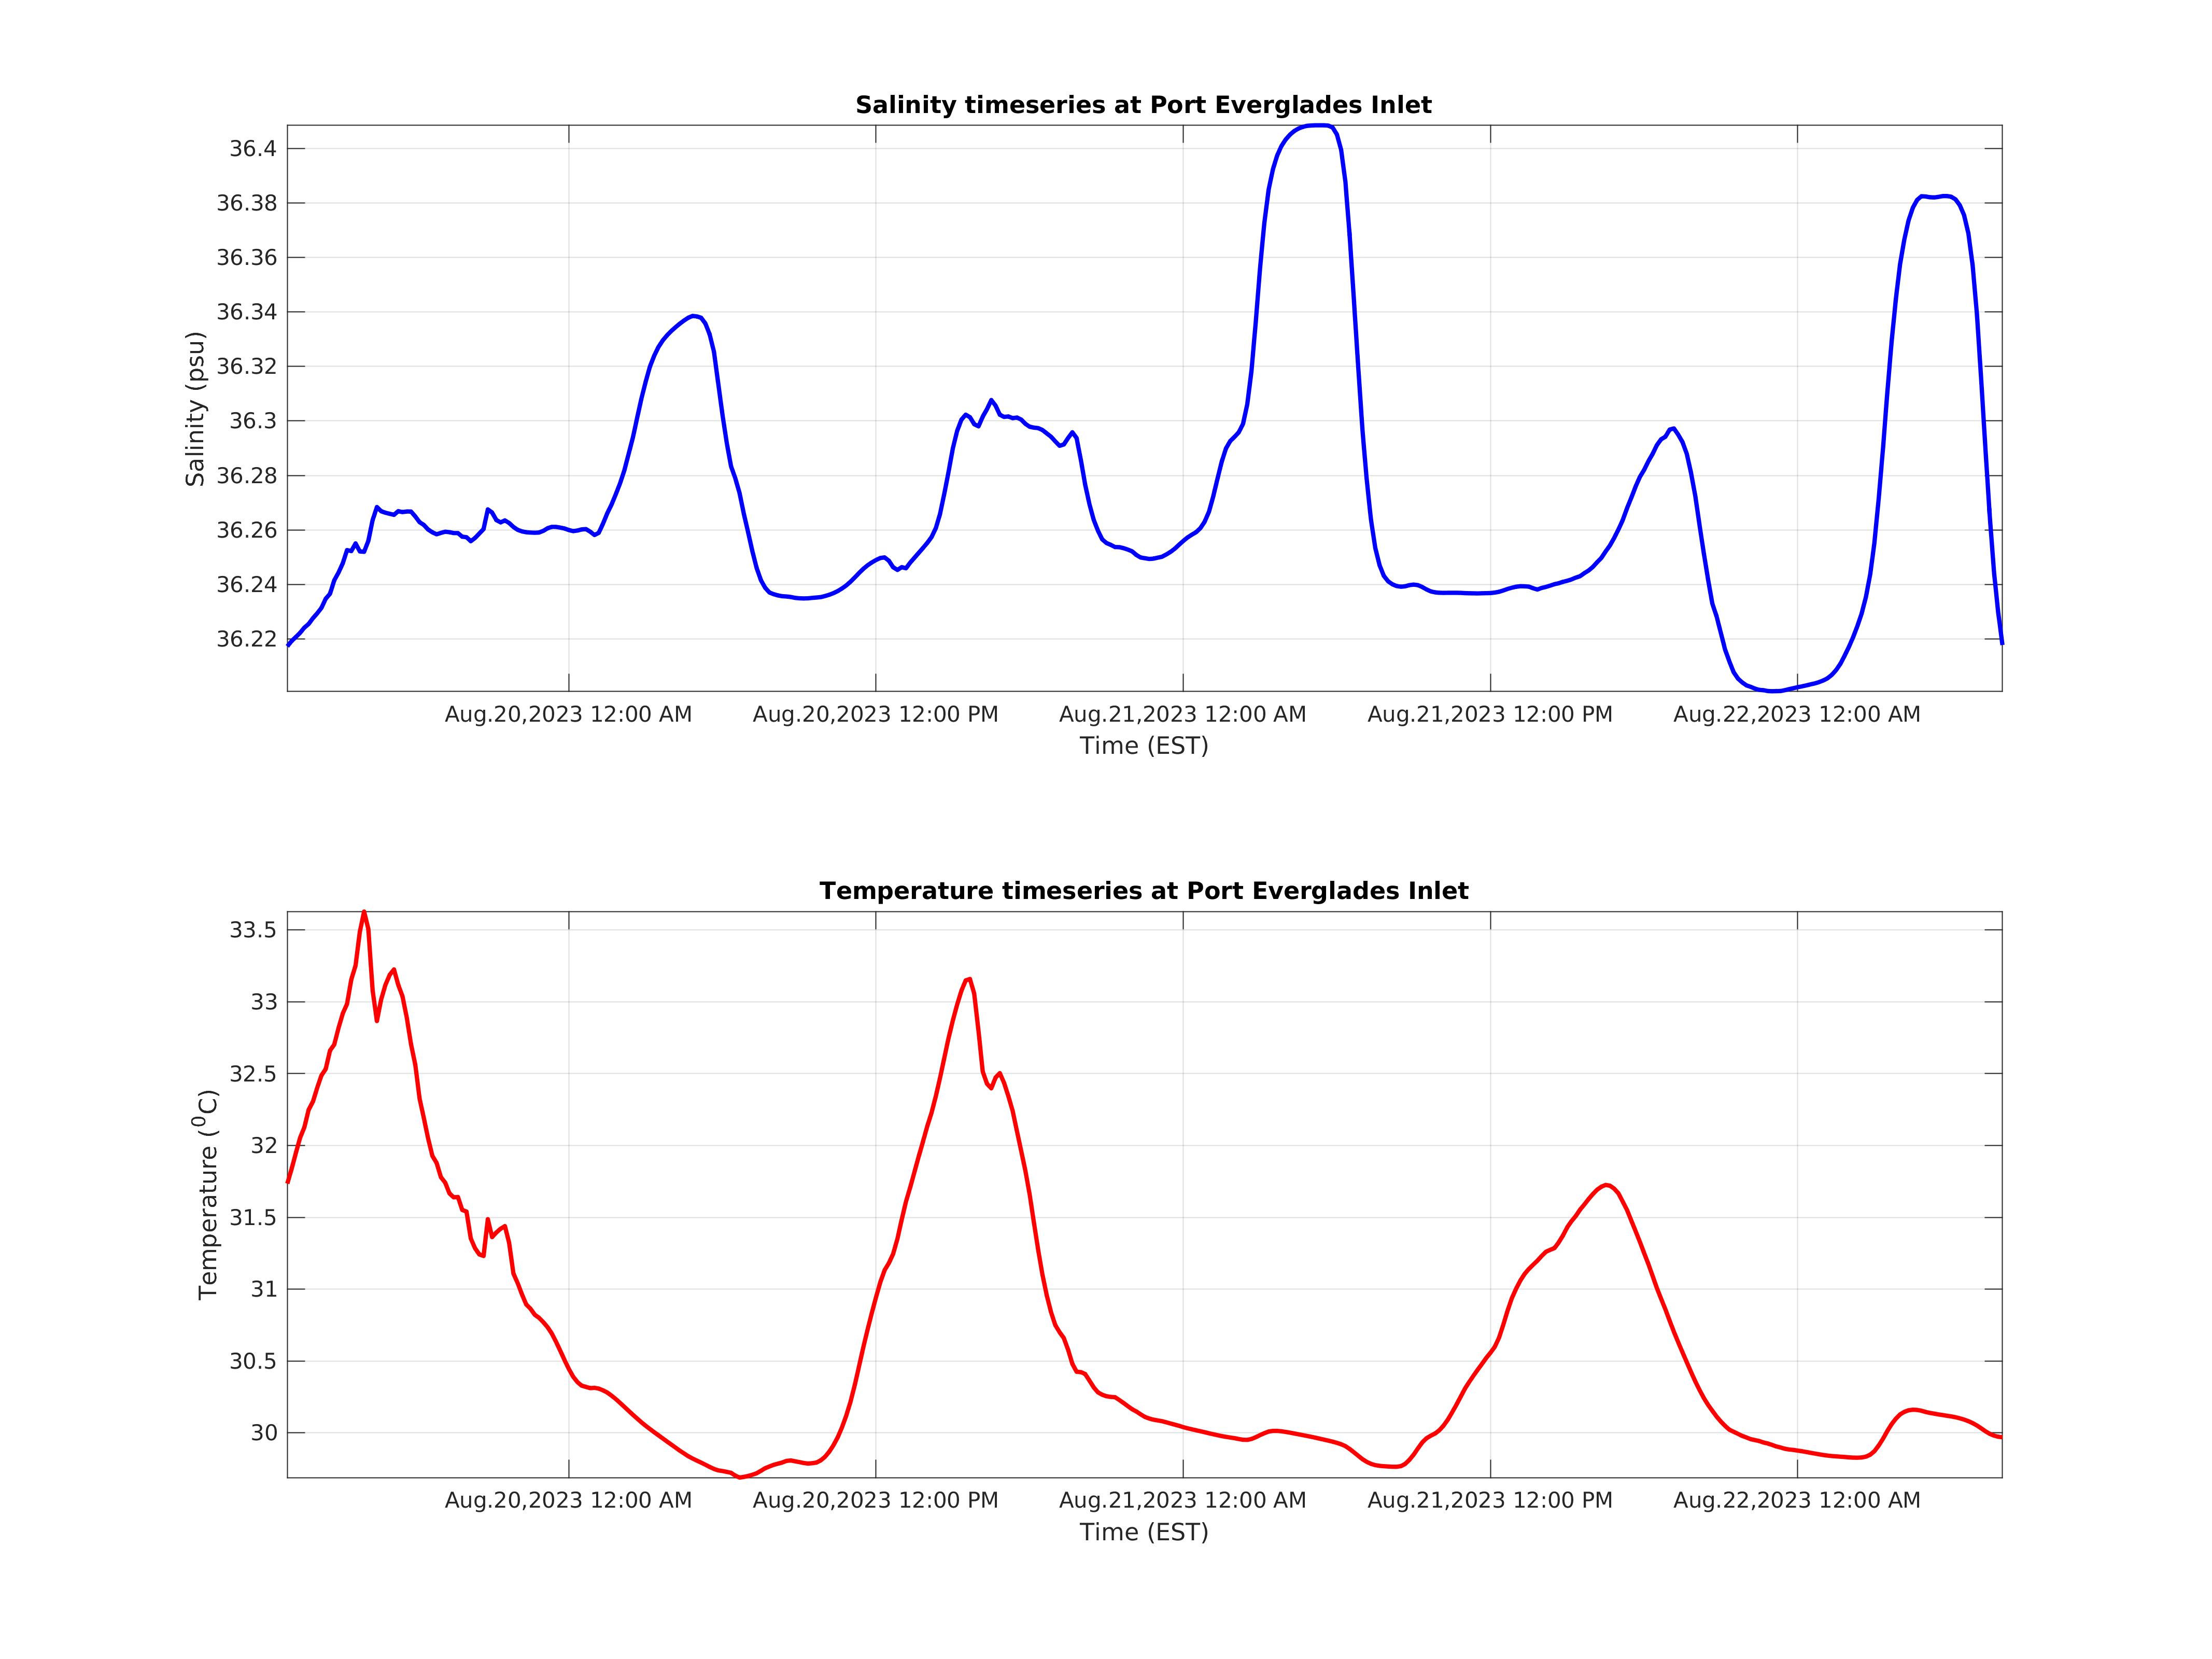 Salinity timeseries at Port Everglades Inlet
36.4
36.38
36.36
36.34
36.32
36.3
36.28
36.26
36.24
36.22
Salinity (psu)
Aug.20,2023 12:00 AM
Aug.20,2023 12:00 PM
Aug.21,2023 12:00 AM
Aug.21,2023 12:00 PM
Aug.22,2023 12:00 AM
Time (EST)
Temperature timeseries at Port Everglades Inlet
33.5
33
32.5
32
31.5
31
30.5
30
Temperature (⁰C)
Aug.20,2023 12:00 AM
Aug.20,2023 12:00 PM
Aug.21,2023 12:00 AM
Aug.21,2023 12:00 PM
Aug.22,2023 12:00 AM
Time (EST)